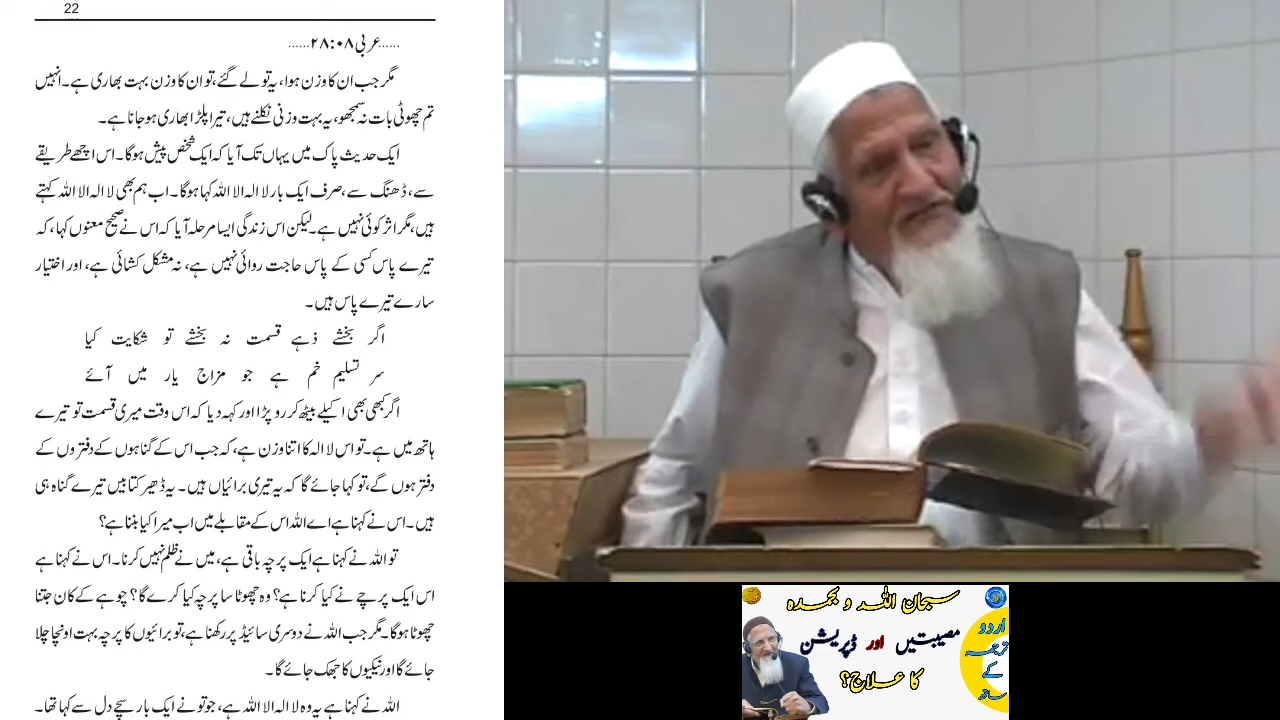 22
......عربی ۲۸:۰۸......
مگر جب ان کا وزن ہوا، یہ تولے گئے، تو ان کا وزن بہت بھاری ہے۔ انہیں
تم چھوٹی بات نہ سمجھو، یہ بہت وزنی نکلنے ہیں، تیرا پلڑا بھاری ہو جانا ہے۔
ایک حدیث پاک میں یہاں تک آیا کہ ایک شخص پیش ہو گا۔ اس اچھے طریقے
سے، ڈھنگ سے، صرف ایک بار لا الہ الا اللہ کہا ہو گا۔ اب ہم بھی لا الہ الا اللہ کہتے
ہیں، مگر اثر کوئی نہیں ہے۔ لیکن اس زندگی ایسا مرحلہ آیا کہ اس نے صحیح معنوں کہا، کہ
تیرے پاس کسی کے پاس حاجت روائی نہیں ہے، نہ مشکل کشائی ہے، اور اختیار
سارے تیرے پاس ہیں۔
اگر بخشے ذہے قسمت نہ بخشے تو شکایت کیا
سر تسلیم خم ہے جو مزاج یار میں آئے
اگر کبھی بھی اکیلے بیٹھ کر رو پڑا اور کہہ دیا کہ اس وقت میری قسمت تو تیرے
ہاتھ میں ہے۔ تو اس لا الہ کا اتنا وزن ہے، کہ جب اس کے گناہوں کے دفتروں کے
دفتر ہوں گے، تو کہا جائے گا کہ یہ تیری برائیاں ہیں۔ یہ ڈھیر کتابیں تیرے گناہ ہی
ہیں۔ اس نے کہنا ہے اے اللہ اس کے مقابلے میں اب میرا کیا بننا ہے؟
تو اللہ نے کہنا ہے ایک پرچہ باقی ہے، میں نے ظلم نہیں کرنا۔ اس نے کہنا ہے
اس ایک پرچے نے کیا کرنا ہے؟ وہ چھوٹا سا پرچہ کیا کرے گا؟ چوہے کے کان جتنا
چھوٹا ہو گا۔ مگر جب اللہ نے دوسری سائیڈ پر رکھنا ہے، تو برائیوں کا پرچہ بہت اونچا چلا
جائے گا اور نیکیوں کا جھک جائے گا۔
اللہ نے کہنا ہے یہ وہ لا الہ الا اللہ ہے، جو تو نے ایک بار سچے دل سے کہا تھا۔
سبحان اللہ و بحمدہ
مصیبتیں اور ڈپریشن
کا علاج؟
اردو
ترجمہ
کے
ساتھ